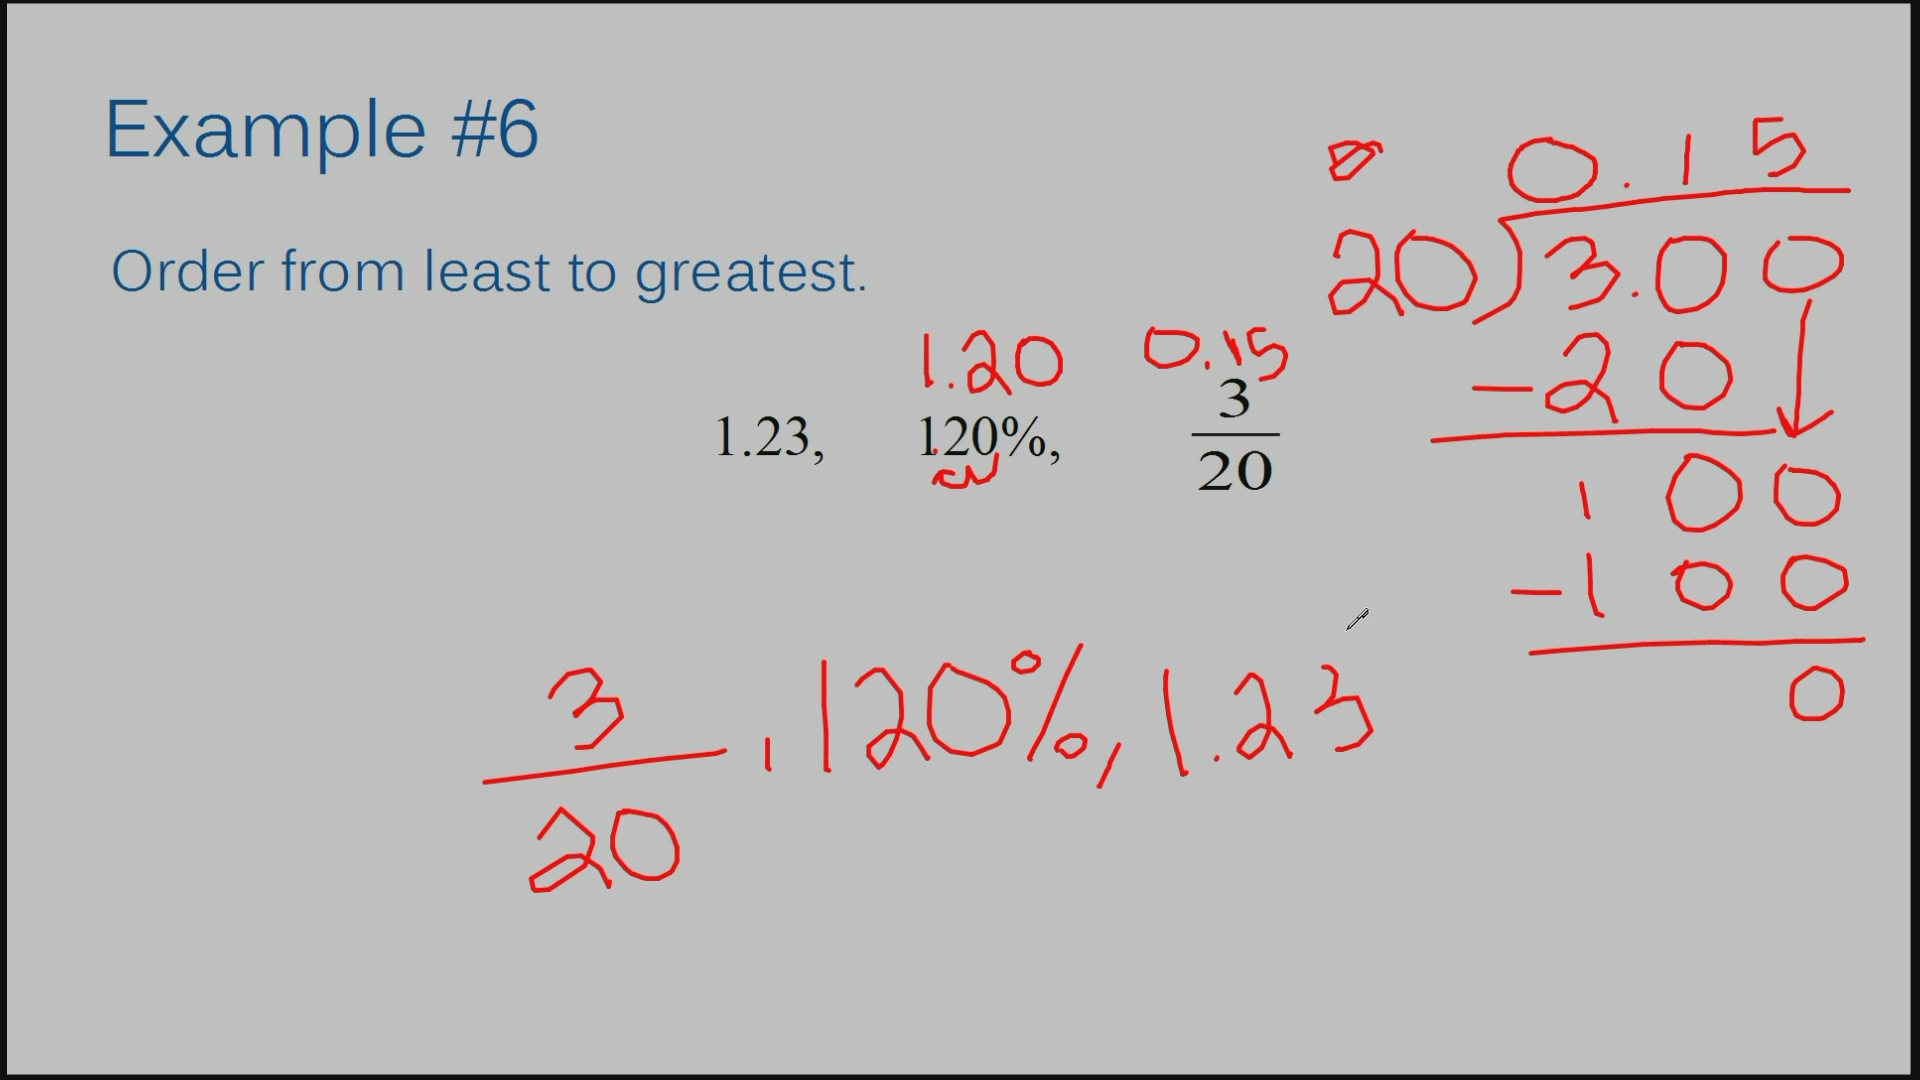 Example #6
Order from least to greatest.
1.20 0.15
1.23, 120%, 3/20
0.15
20)3.00
-20
100
-100
0
3/20, 120%, 1.23